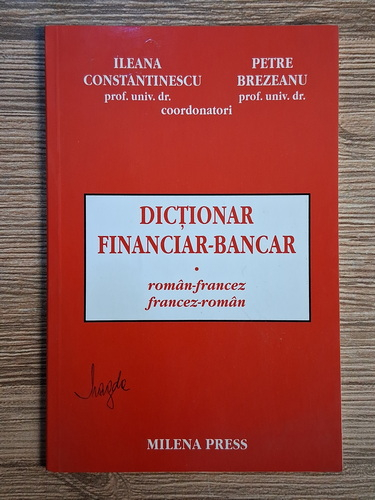 ILEANA
CONSTANTINESCU
prof. univ. dr.
PETRE
BREZEANU
prof. univ. dr.
coordonatori
DICȚIONAR
FINANCIAR-BANCAR
•
român-francez
francez-român
Magda
MILENA PRESS